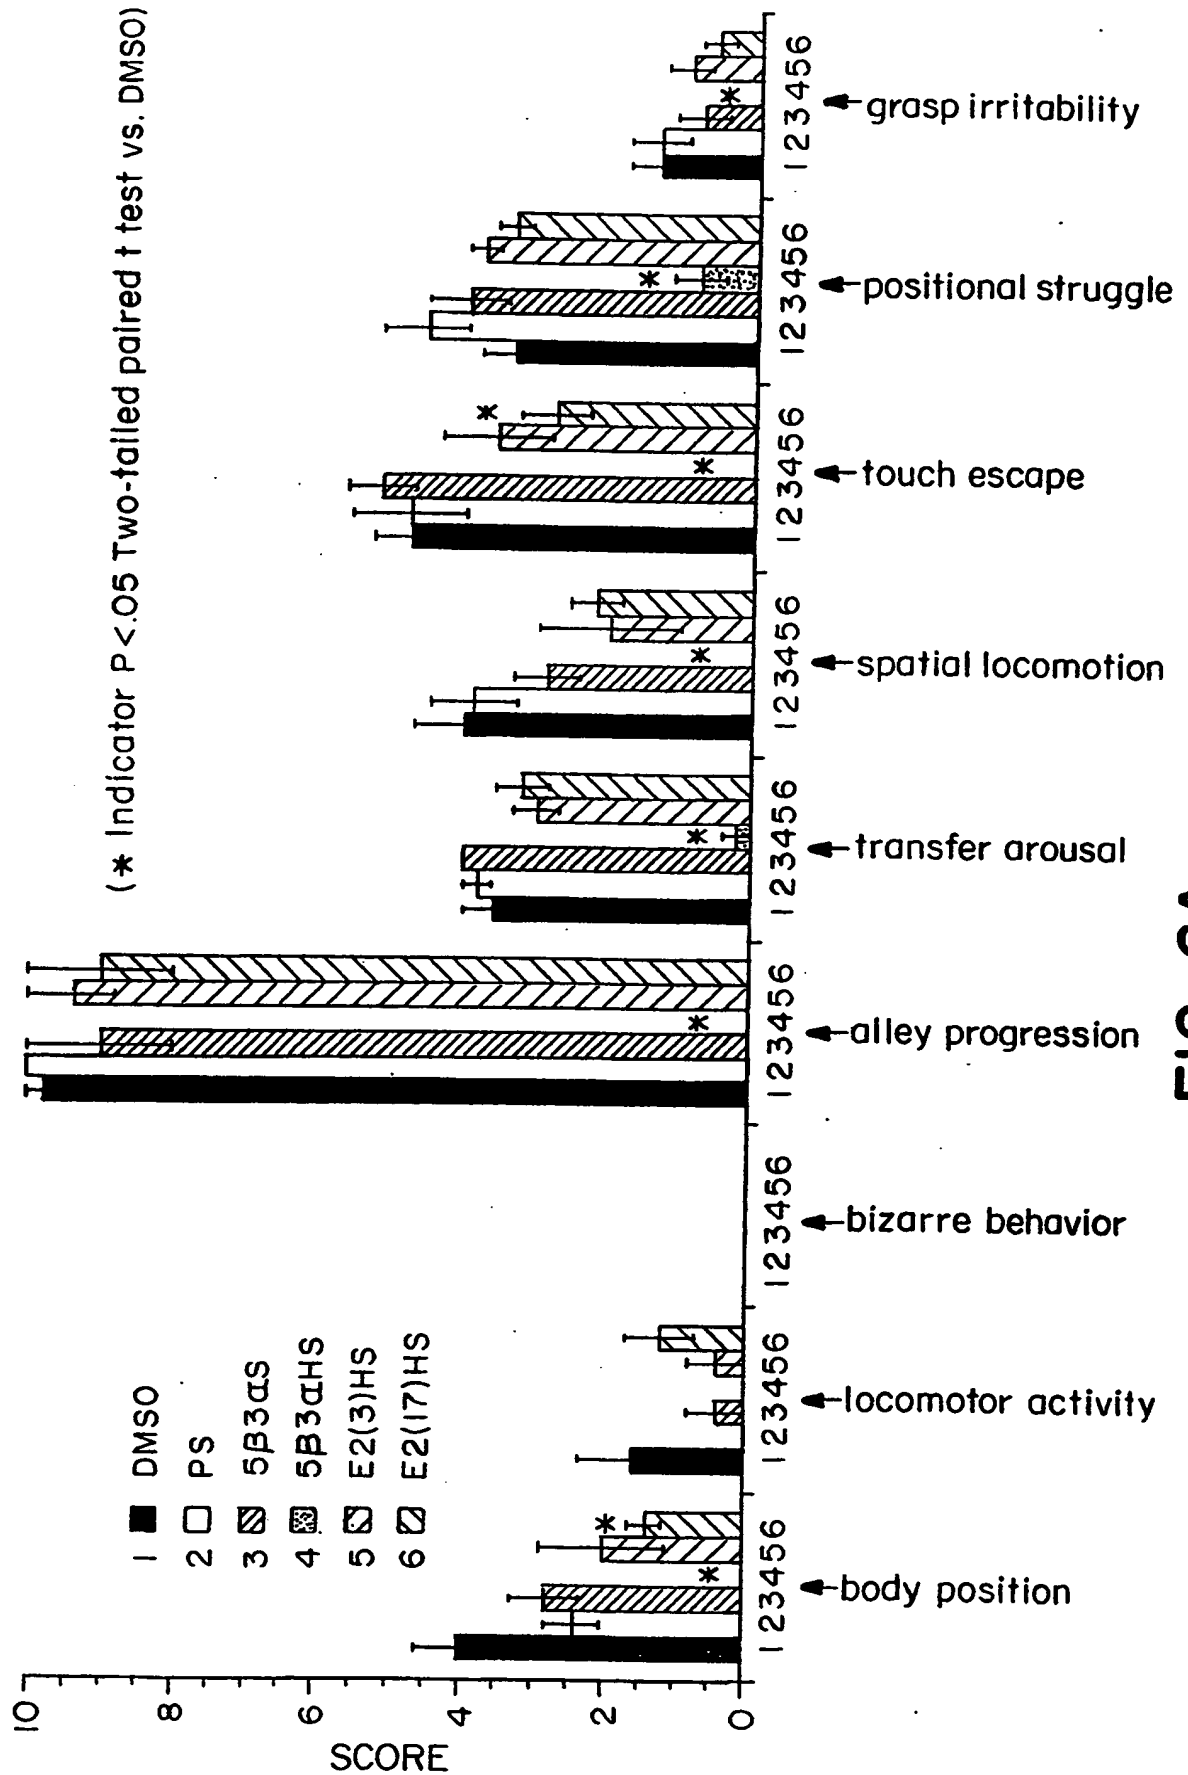 (* Indicator P<.05 Two-tailed paired t test vs. DMSO)
1 DMSO
2 PS
3 5β3αS
4 5β3αHS
5 E2(3)HS
6 E2(17)HS
SCORE
10
8
6
4
2
0
123456 123456 123456 123456 123456 123456 123456 123456 123456
body position
locomotor activity
bizarre behavior
alley progression
transfer arousal
spatial locomotion
touch escape
positional struggle
grasp irritability